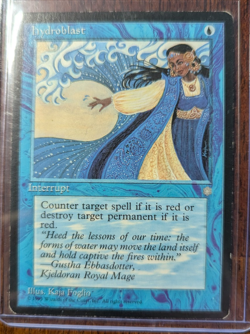 Hydroblast
Interrupt
Counter target spell if it is red or
destroy target permanent if it is
red.
"Heed the lessons of our time: the
forms of water may move the land itself
and hold captive the fires within."
—Gustha Ebbasdotter,
Kjeldoran Royal Mage
Illus. Kaja Foglio